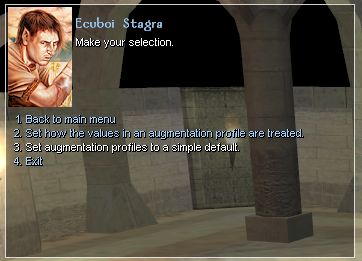 Ecuboi Stagra
Make your selection.
1. Back to main menu
2. Set how the values in an augmentation profile are treated.
3. Set augmentation profiles to a simple default.
4. Exit